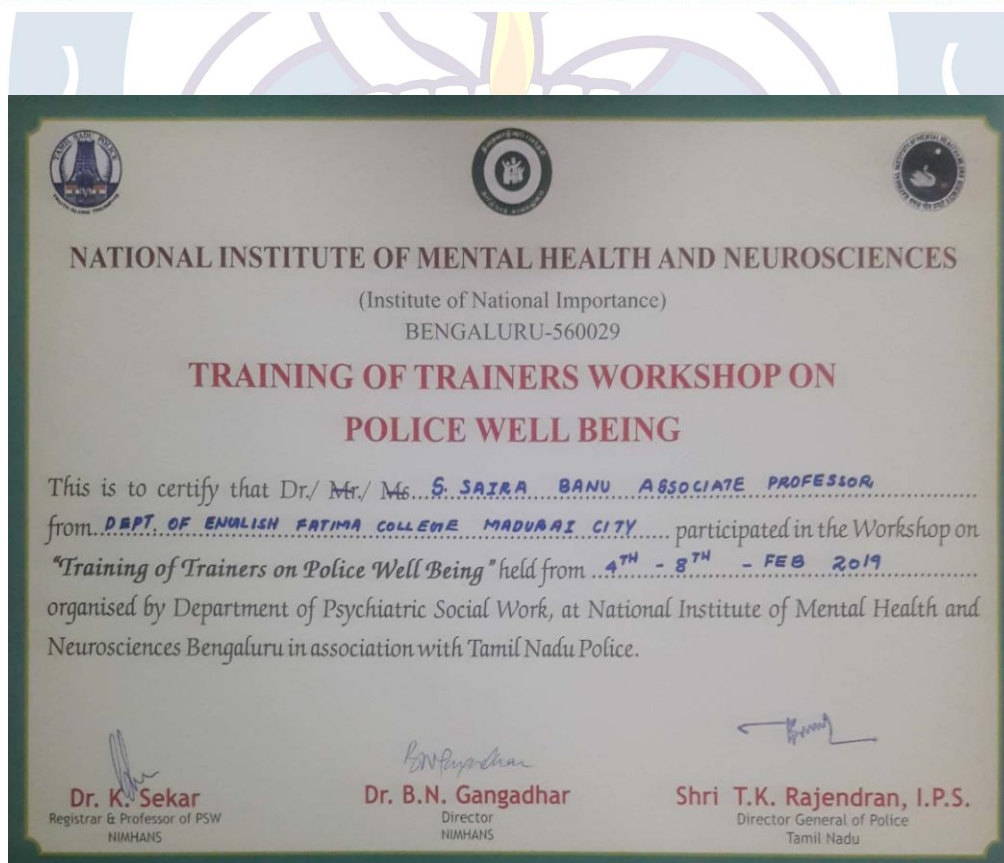 TAMIL NADU POLICE
NATIONAL INSTITUTE OF MENTAL HEALTH AND NEUROSCIENCES
(Institute of National Importance)
BENGALURU-560029
TRAINING OF TRAINERS WORKSHOP ON
POLICE WELL BEING
This is to certify that Dr./ Mr./ Ms. S. SAIRA BANU ASSOCIATE PROFESSOR
from DEPT. OF ENGLISH FATIMA COLLEGE MADURAI CITY participated in the Workshop on
"Training of Trainers on Police Well Being" held from 4TH - 8TH - FEB 2019
organised by Department of Psychiatric Social Work, at National Institute of Mental Health and
Neurosciences Bengaluru in association with Tamil Nadu Police.
Dr. K. Sekar
Registrar & Professor of PSW
NIMHANS
Dr. B.N. Gangadhar
Director
NIMHANS
Shri T.K. Rajendran, I.P.S.
Director General of Police
Tamil Nadu